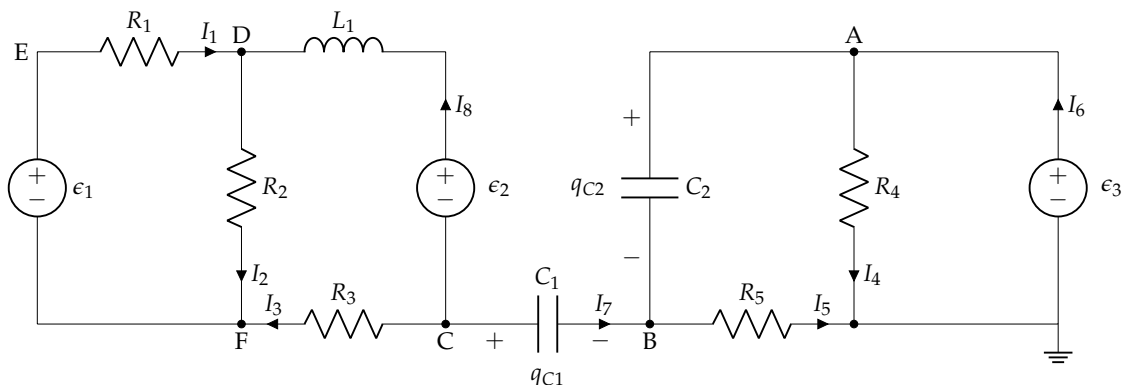 R1 I1 D L1 A
E
I8 I6
+
+ − ϵ1 R2 + − ϵ2 qC2 C2 R4 + − ϵ3
−
I2 I4
I3 R3 C1 I7 R5 I5
F C + − B
qC1